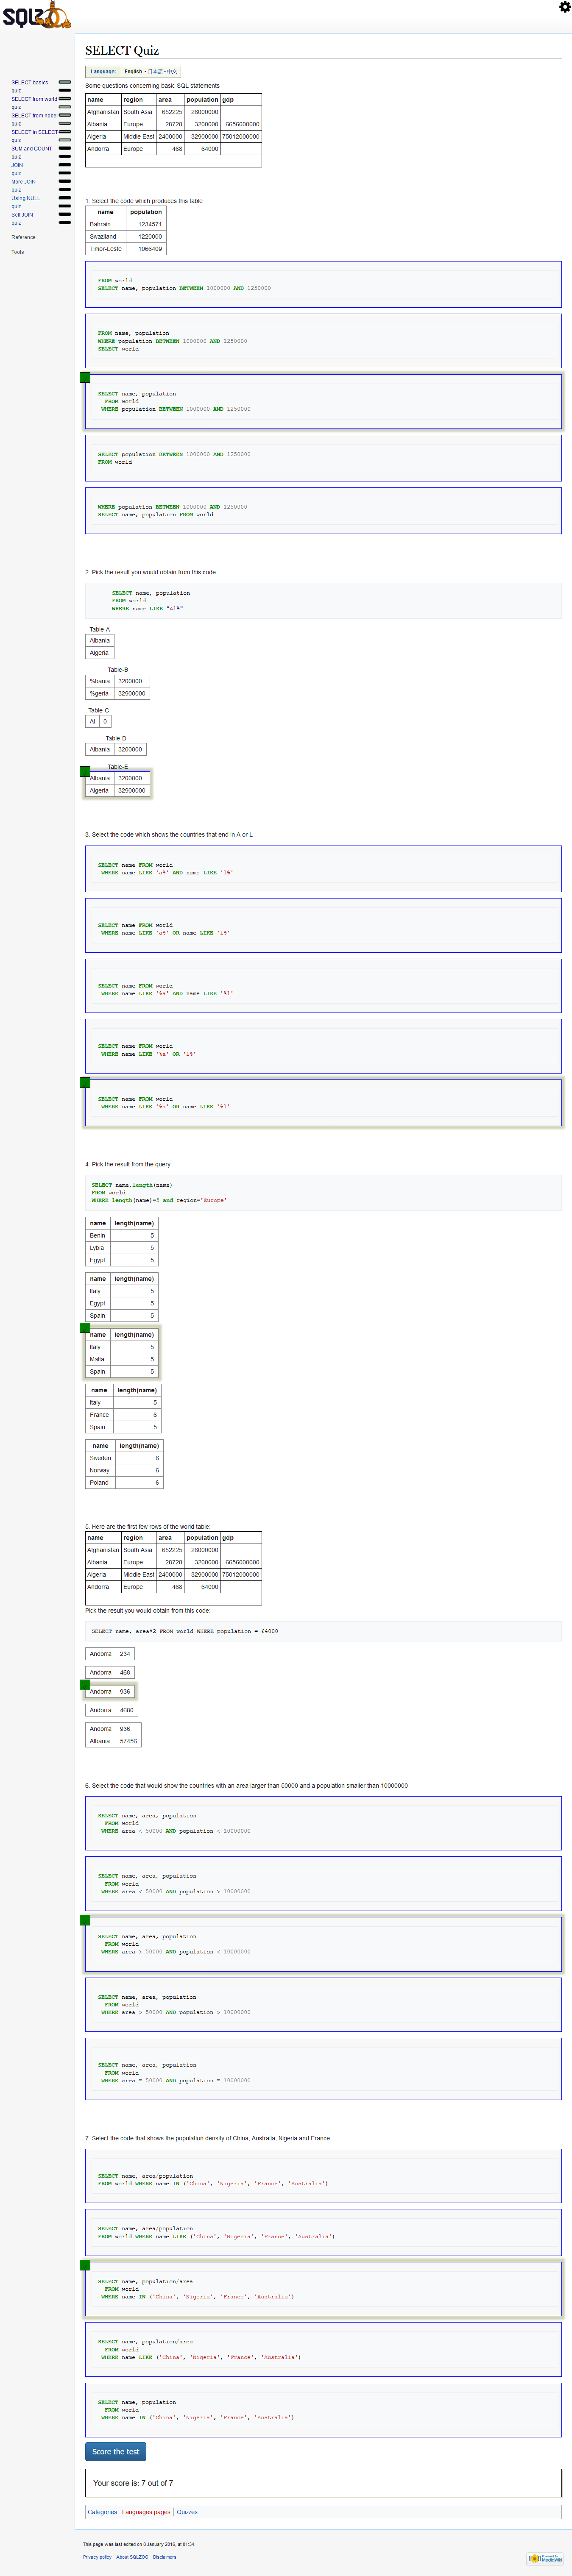 SQLZOO
SELECT Quiz
Language: English • 日本語 • 中文
SELECT basics
quiz
SELECT from world
quiz
SELECT from nobel
quiz
SELECT in SELECT
quiz
SUM and COUNT
quiz
JOIN
quiz
More JOIN
quiz
Using NULL
quiz
Self JOIN
quiz
Reference
Tools
Some questions concerning basic SQL statements
name region area population gdp
Afghanistan South Asia 652225 26000000
Albania Europe 28728 3200000 6656000000
Algeria Middle East 2400000 32900000 75012000000
Andorra Europe 468 64000
...
1. Select the code which produces this table
name population
Bahrain 1234571
Swaziland 1220000
Timor-Leste 1066409
FROM world
SELECT name, population BETWEEN 1000000 AND 1250000
FROM name, population
WHERE population BETWEEN 1000000 AND 1250000
SELECT world
SELECT name, population
FROM world
WHERE population BETWEEN 1000000 AND 1250000
SELECT population BETWEEN 1000000 AND 1250000
FROM world
WHERE population BETWEEN 1000000 AND 1250000
SELECT name, population FROM world
2. Pick the result you would obtain from this code:
SELECT name, population
FROM world
WHERE name LIKE "Al%"
Table-A
Albania
Algeria
Table-B
%bania 3200000
%geria 32900000
Table-C
Al 0
Table-D
Albania 3200000
Table-E
Albania 3200000
Algeria 32900000
3. Select the code which shows the countries that end in A or L
SELECT name FROM world
WHERE name LIKE 'a%' AND name LIKE 'l%'
SELECT name FROM world
WHERE name LIKE 'a%' OR name LIKE 'l%'
SELECT name FROM world
WHERE name LIKE '%a' AND name LIKE '%l'
SELECT name FROM world
WHERE name LIKE '%a' OR 'l%'
SELECT name FROM world
WHERE name LIKE '%a' OR name LIKE '%l'
4. Pick the result from the query
SELECT name,length(name)
FROM world
WHERE length(name)=5 and region='Europe'
name length(name)
Benin 5
Lybia 5
Egypt 5
name length(name)
Italy 5
Egypt 5
Spain 5
name length(name)
Italy 5
Malta 5
Spain 5
name length(name)
Italy 5
France 6
Spain 5
name length(name)
Sweden 6
Norway 6
Poland 6
5. Here are the first few rows of the world table:
name region area population gdp
Afghanistan South Asia 652225 26000000
Albania Europe 28728 3200000 6656000000
Algeria Middle East 2400000 32900000 75012000000
Andorra Europe 468 64000
...
Pick the result you would obtain from this code:
SELECT name, area*2 FROM world WHERE population = 64000
Andorra 234
Andorra 468
Andorra 936
Andorra 4680
Andorra 936
Albania 57456
6. Select the code that would show the countries with an area larger than 50000 and a population smaller than 10000000
SELECT name, area, population
FROM world
WHERE area < 50000 AND population < 10000000
SELECT name, area, population
FROM world
WHERE area < 50000 AND population > 10000000
SELECT name, area, population
FROM world
WHERE area > 50000 AND population < 10000000
SELECT name, area, population
FROM world
WHERE area > 50000 AND population > 10000000
SELECT name, area, population
FROM world
WHERE area = 50000 AND population = 10000000
7. Select the code that shows the population density of China, Australia, Nigeria and France
SELECT name, area/population
FROM world WHERE name IN ('China', 'Nigeria', 'France', 'Australia')
SELECT name, area/population
FROM world WHERE name LIKE ('China', 'Nigeria', 'France', 'Australia')
SELECT name, population/area
FROM world
WHERE name IN ('China', 'Nigeria', 'France', 'Australia')
SELECT name, population/area
FROM world
WHERE name LIKE ('China', 'Nigeria', 'France', 'Australia')
SELECT name, population
FROM world
WHERE name IN ('China', 'Nigeria', 'France', 'Australia')
Score the test
Your score is: 7 out of 7
Categories: Languages pages | Quizzes
This page was last edited on 8 January 2016, at 01:34.
Privacy policy About SQLZOO Disclaimers
Powered By MediaWiki